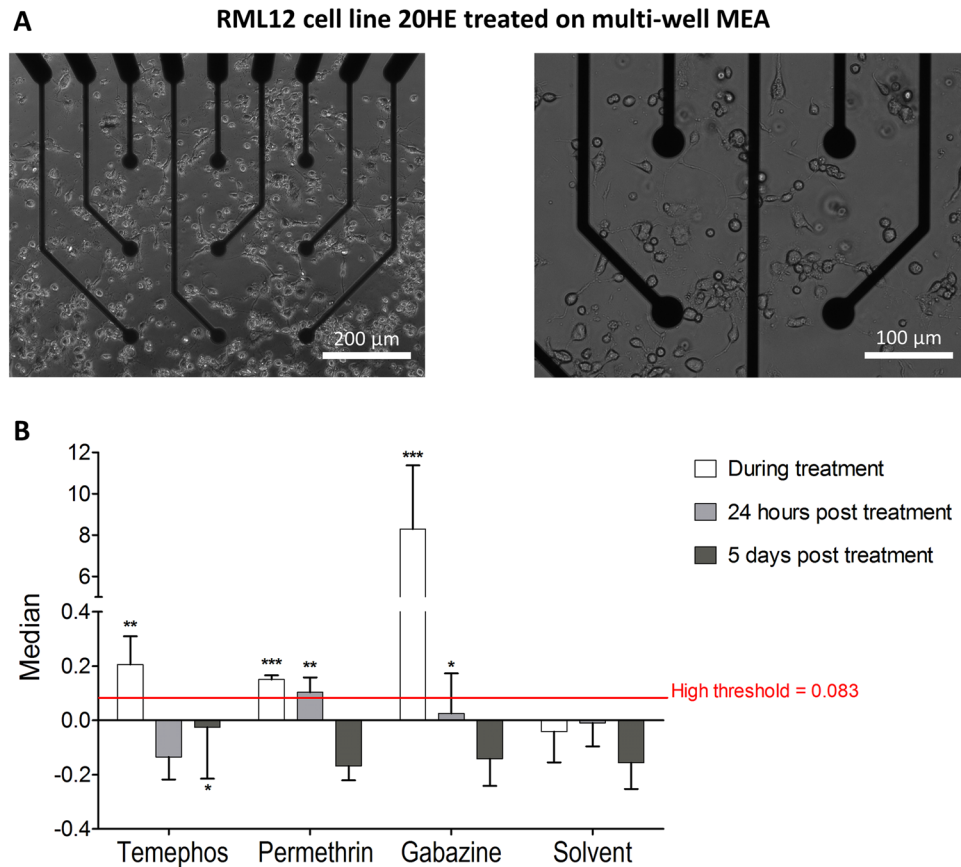 A
RML12 cell line 20HE treated on multi-well MEA
200 µm
100 µm
B
12
10
8
6
0.4
0.2
0.0
-0.2
-0.4
Median
**
*
***
**
***
*
During treatment
24 hours post treatment
5 days post treatment
High threshold = 0.083
Temephos
Permethrin
Gabazine
Solvent